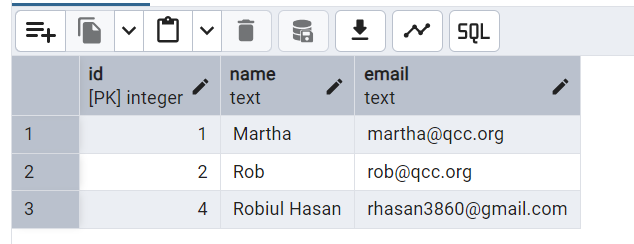 SQL
id name email
[PK] integer text text
1 1 Martha martha@qcc.org
2 2 Rob rob@qcc.org
3 4 Robiul Hasan rhasan3860@gmail.com